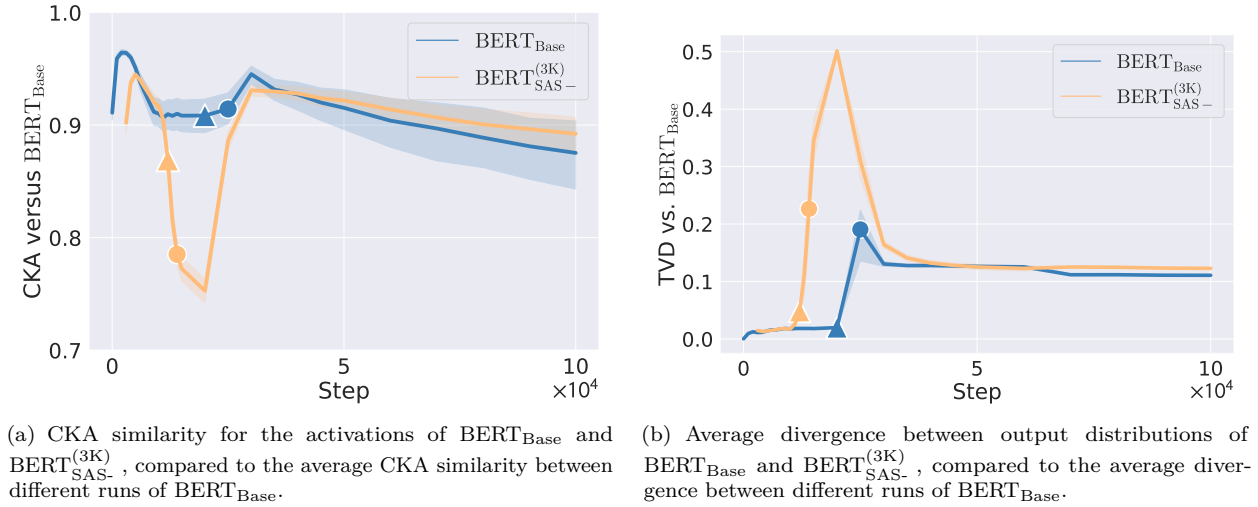 1.0
0.9
0.8
0.7
CKA versus BERT_Base
BERT_Base
BERT_SAS-^(3K)
0
5
10
Step
×10⁴
0.5
0.4
0.3
0.2
0.1
0.0
TVD vs. BERT_Base
BERT_Base
BERT_SAS-^(3K)
0
5
10
Step
×10⁴
(a) CKA similarity for the activations of BERT_Base and
BERT_SAS-^(3K) , compared to the average CKA similarity between
different runs of BERT_Base.
(b) Average divergence between output distributions of
BERT_Base and BERT_SAS-^(3K) , compared to the average diver-
gence between different runs of BERT_Base.